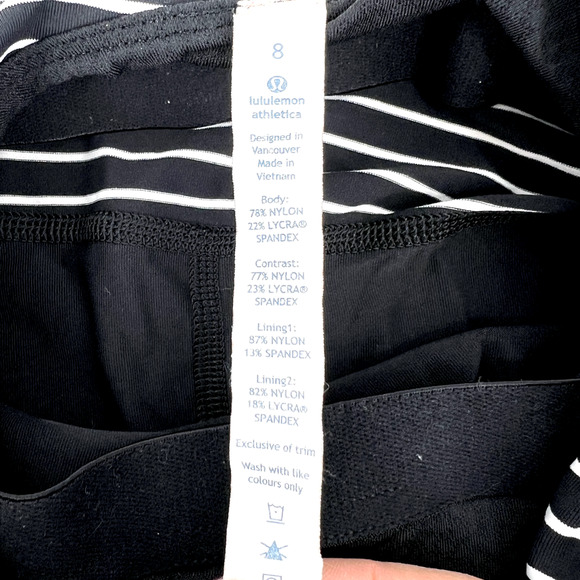 8
lululemon
athletica
Designed in
Vancouver
Made in
Vietnam
Body:
78% NYLON
22% LYCRA®
SPANDEX
Contrast:
77% NYLON
23% LYCRA®
SPANDEX
Lining1:
87% NYLON
13% SPANDEX
Lining2:
82% NYLON
18% LYCRA®
SPANDEX
Exclusive of trim
Wash with like
colours only